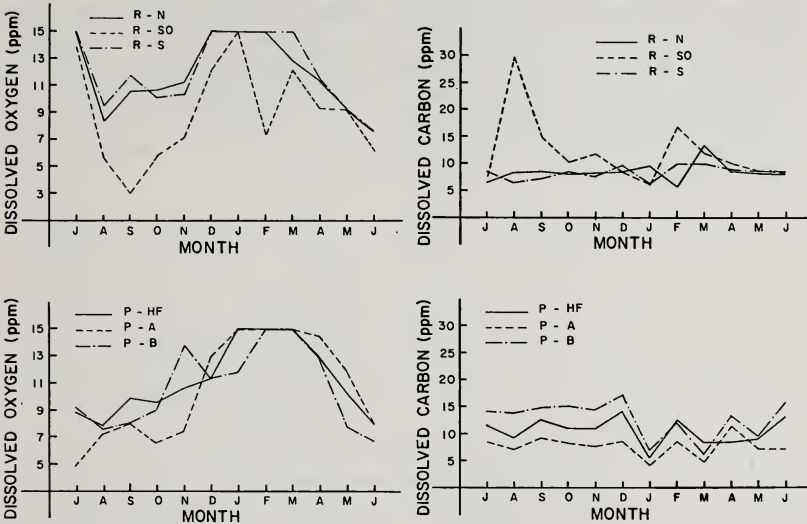 DISSOLVED OXYGEN (ppm)
15
13
11
9
7
5
3
R - N
R - SO
R - S
J A S O N D J F M A M J
MONTH
DISSOLVED CARBON (ppm)
30
25
20
15
10
5
R - N
R - SO
R - S
J A S O N D J F M A M J
MONTH
DISSOLVED OXYGEN (ppm)
15
13
11
9
7
5
P - HF
P - A
P - B
J A S O N D J F M A M J
MONTH
DISSOLVED CARBON (ppm)
30
25
20
15
10
5
P - HF
P - A
P - B
J A S O N D J F M A M J
MONTH